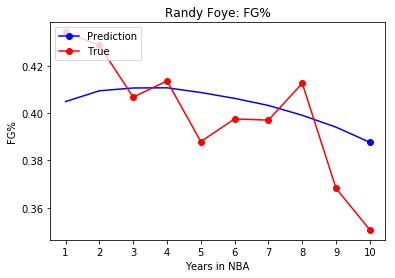 Randy Foye: FG%
Prediction
True
0.42
0.40
0.38
0.36
FG%
1 2 3 4 5 6 7 8 9 10
Years in NBA